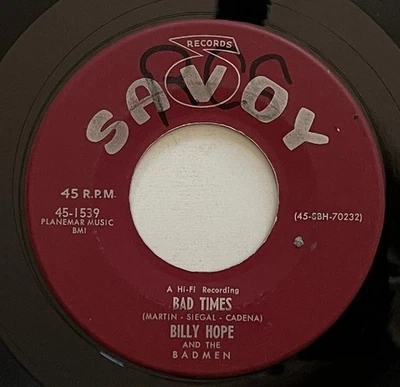 RECORDS
SAVOY
45 R.P.M.
45-1539
PLANEMAR MUSIC
BMI
(45-SBH-70232)
A Hi-Fi Recording
BAD TIMES
(MARTIN - SIEGAL - CADENA)
BILLY HOPE
AND THE
BADMEN